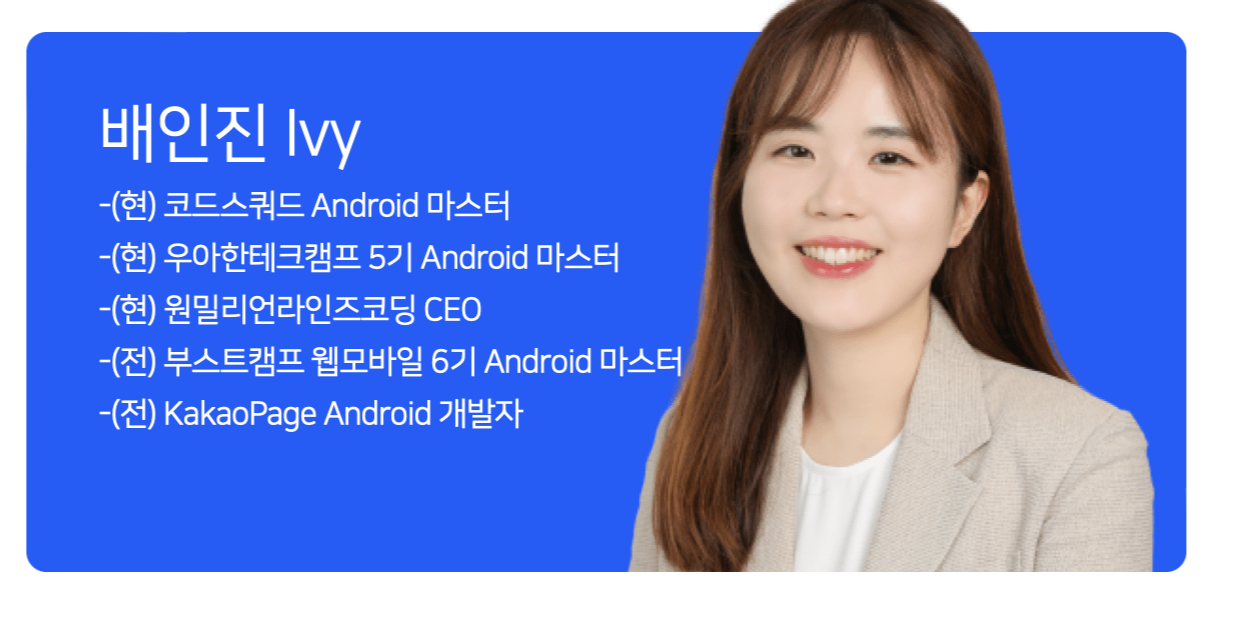 배인진 Ivy
-(현) 코드스쿼드 Android 마스터
-(현) 우아한테크캠프 5기 Android 마스터
-(현) 원밀리언라인즈코딩 CEO
-(전) 부스트캠프 웹모바일 6기 Android 마스터
-(전) KakaoPage Android 개발자